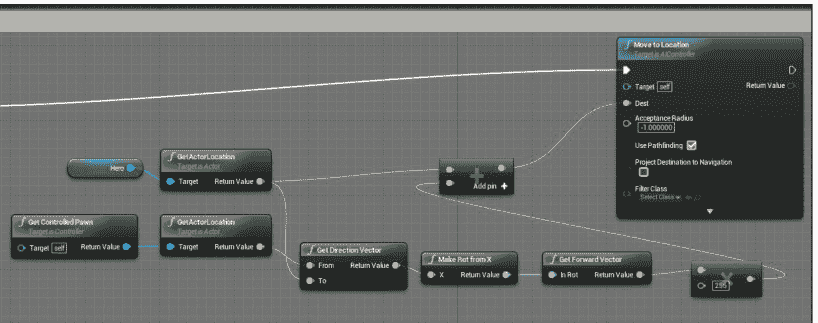 Move to Location
Target is AIController
Target self
Return Value
Dest
Acceptance Radius
-1.000000
Use Pathfinding
Project Destination to Navigation
Filter Class
Select Class
Hero
GetActorLocation
Target is Actor
Target Return Value
Add pin
Get Controlled Pawn
Target is Controller
Target self Return Value
GetActorLocation
Target is Actor
Target Return Value
Get Direction Vector
From Return Value
To
Make Rot from X
X Return Value
Get Forward Vector
In Rot Return Value
255